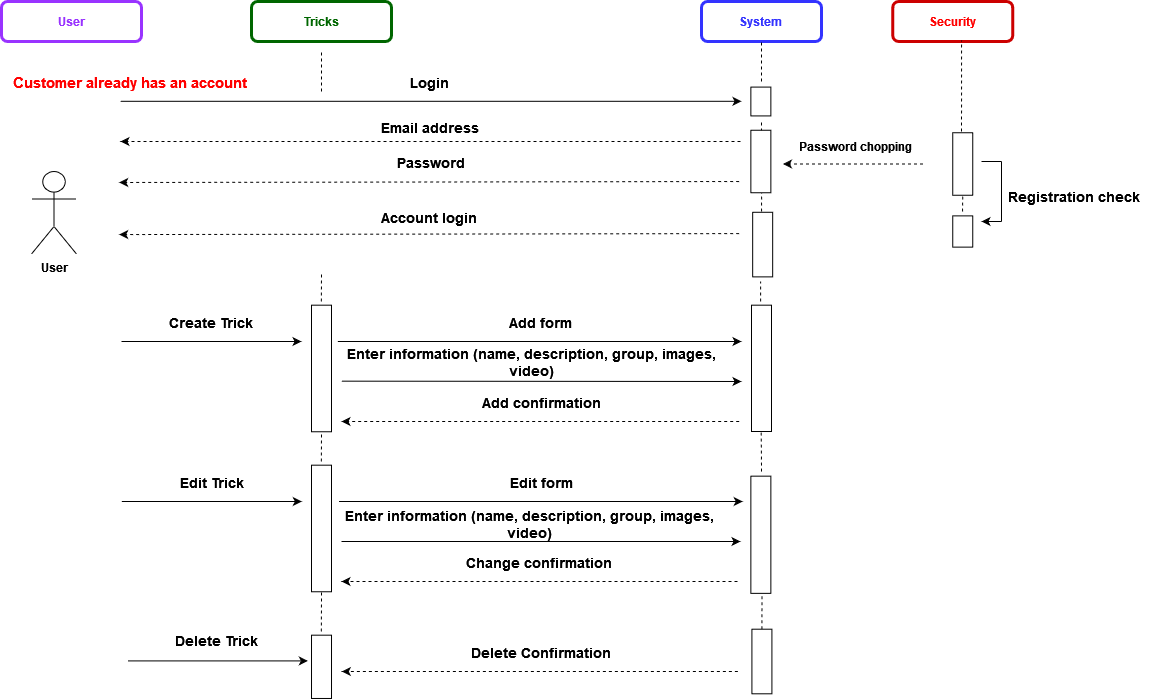 User
Tricks
System
Security
Customer already has an account
Login
Email address
Password chopping
Password
Registration check
Account login
User
Create Trick
Add form
Enter information (name, description, group, images,
video)
Add confirmation
Edit Trick
Edit form
Enter information (name, description, group, images,
video)
Change confirmation
Delete Trick
Delete Confirmation